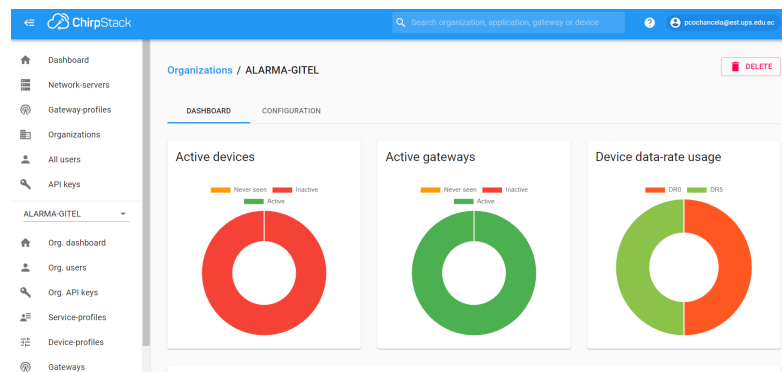 ChirpStack
Search organization, application, gateway or device
?
pcochancela@est.ups.edu.ec
Dashboard
Network-servers
Gateway-profiles
Organizations
All users
API keys
ALARMA-GITEL
Org. dashboard
Org. users
Org. API keys
Service-profiles
Device-profiles
Gateways
Organizations / ALARMA-GITEL
DELETE
DASHBOARD CONFIGURATION
Active devices
Never seen Inactive
Active
Active gateways
Never seen Inactive
Active
Device data-rate usage
DR0 DR5